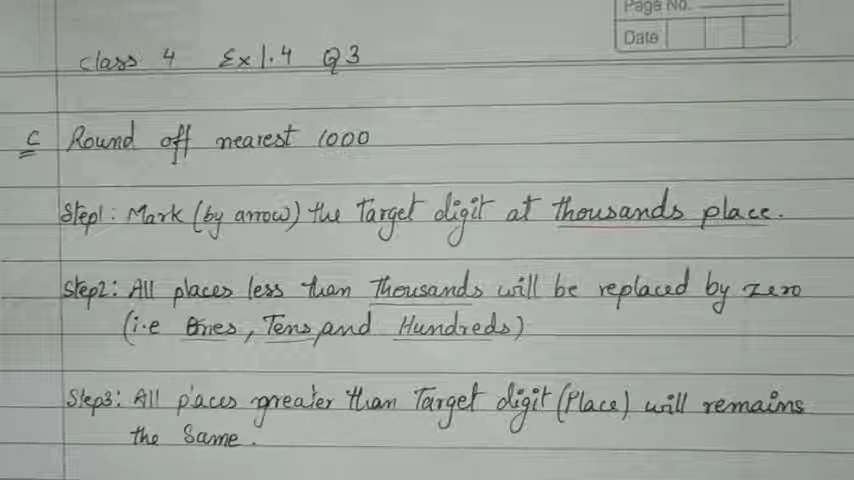 Page No.
Date
Class 4 Ex 1.4 Q3
C Round off nearest 1000
Step1: Mark (by arrow) the Target digit at thousands place.
Step2: All places less than Thousands will be replaced by zero
(i.e Ones, Tens, and Hundreds)
Step3: All places greater than Target digit (Place) will remains
the Same.